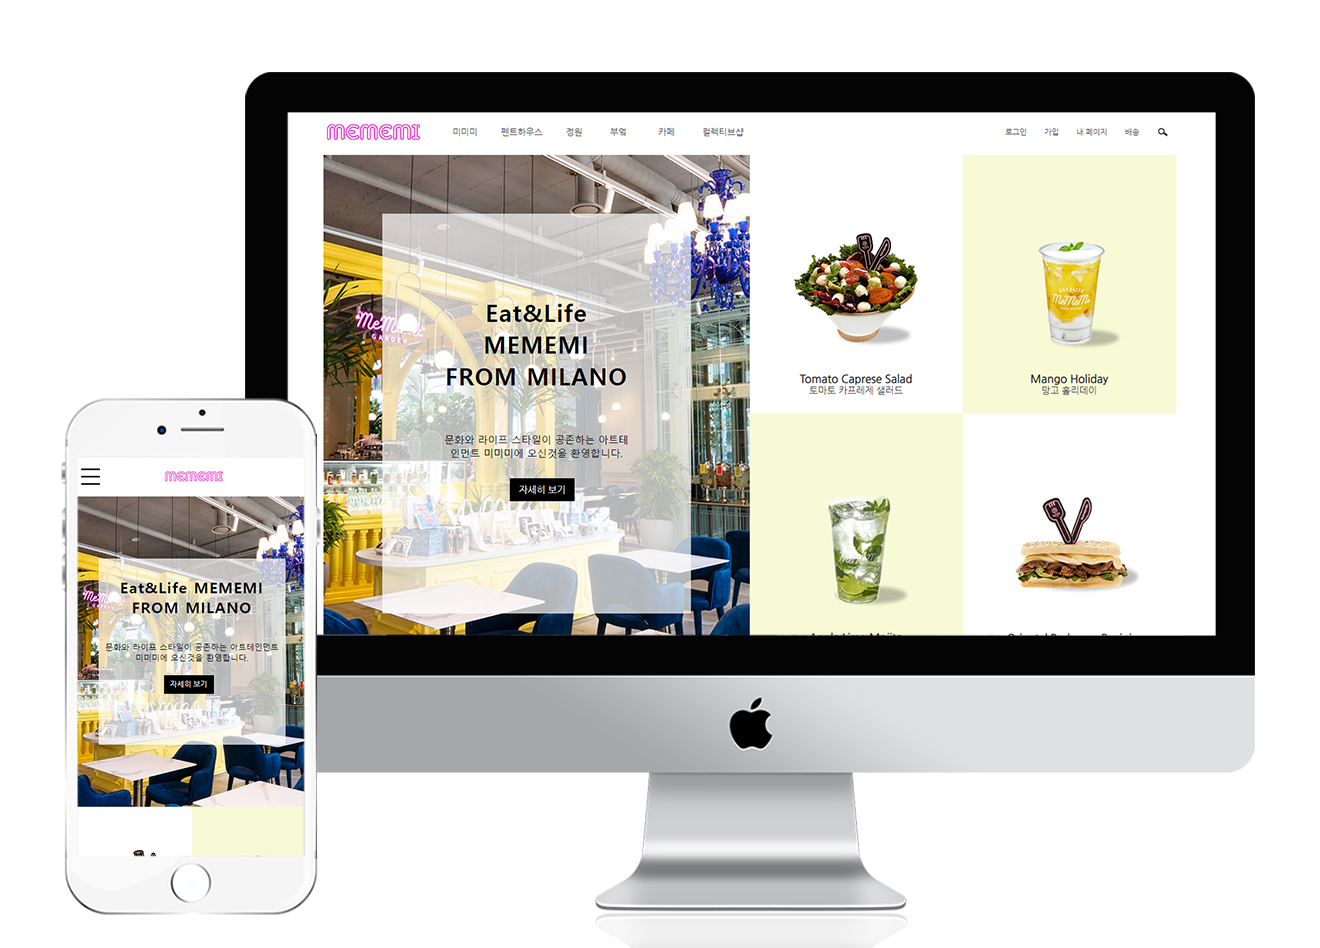 MEMEMI
미미미 펜트하우스 정원 부엌 카페 컬렉티브샵
로그인 가입 내 페이지 배송
MeMeMi
GARDEN
Eat&Life
MEMEMI
FROM MILANO
문화와 라이프 스타일이 공존하는 아트테
인먼트 미미미에 오신것을 환영합니다.
자세히 보기
Tomato Caprese Salad
토마토 카프레제 샐러드
EAT&LIFE
MeMeMi
Mango Holiday
망고 홀리데이
MEMEMI
MeMeMi
GARDEN
Eat&Life MEMEMI
FROM MILANO
문화와 라이프 스타일이 공존하는 아트테인먼트
미미미에 오신것을 환영합니다.
자세히 보기